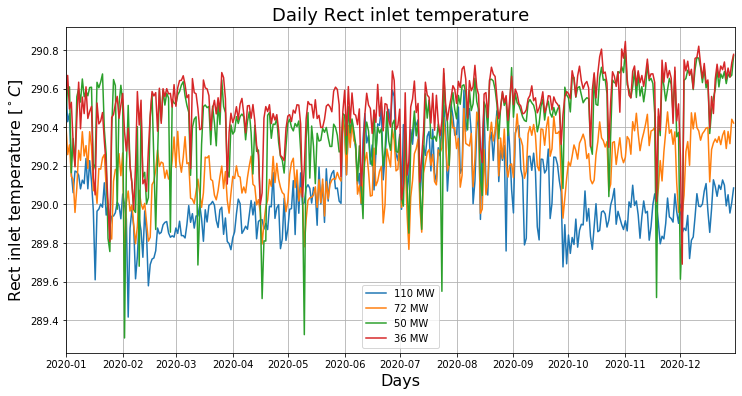 Daily Rect inlet temperature
Rect inlet temperature [°C]
290.8
290.6
290.4
290.2
290.0
289.8
289.6
289.4
110 MW
72 MW
50 MW
36 MW
2020-01
2020-02
2020-03
2020-04
2020-05
2020-06
2020-07
2020-08
2020-09
2020-10
2020-11
2020-12
Days